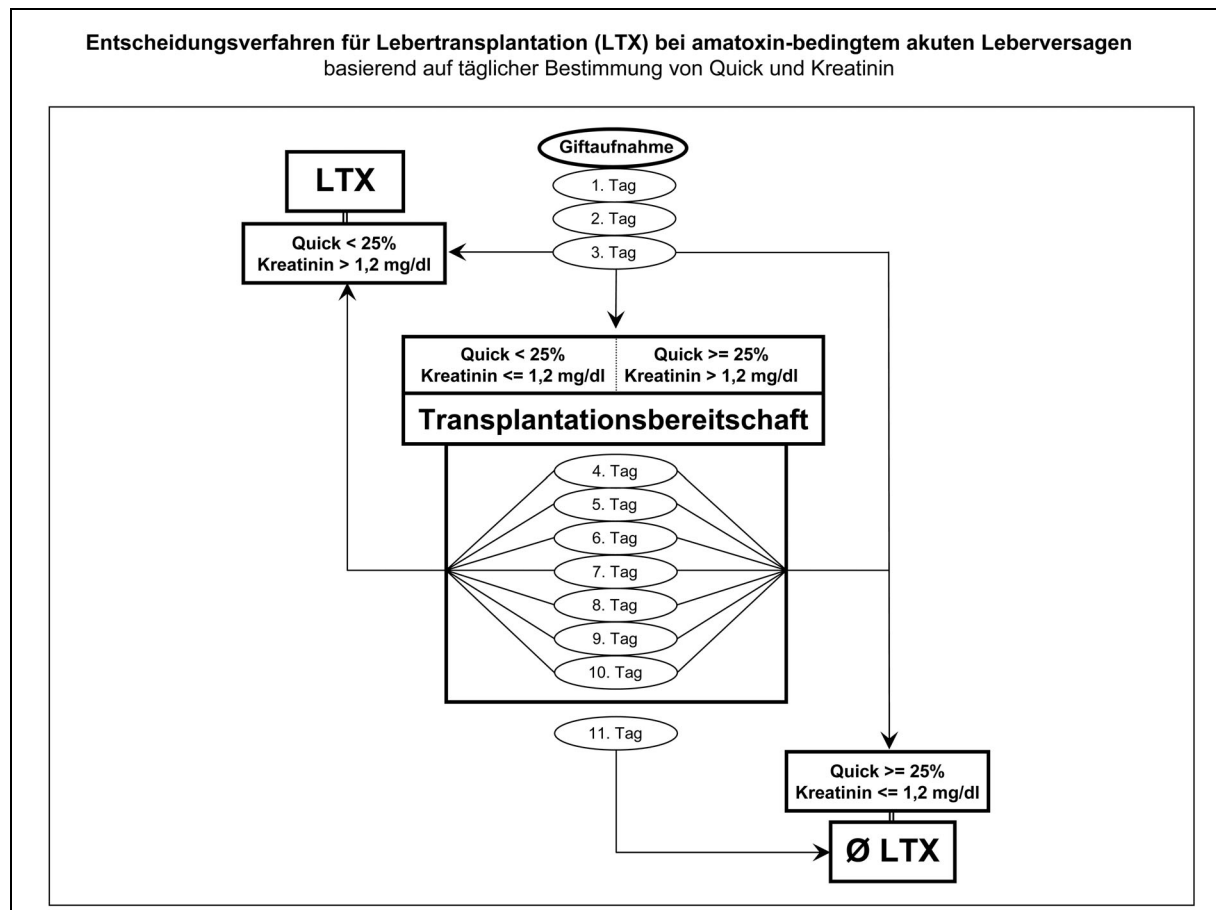 Entscheidungsverfahren für Lebertransplantation (LTX) bei amatoxin-bedingtem akuten Leberversagen
basierend auf täglicher Bestimmung von Quick und Kreatinin
Giftaufnahme
LTX
1. Tag
2. Tag
Quick < 25%
Kreatinin > 1,2 mg/dl
3. Tag
Quick < 25%
Kreatinin <= 1,2 mg/dl
Quick >= 25%
Kreatinin > 1,2 mg/dl
Transplantationsbereitschaft
4. Tag
5. Tag
6. Tag
7. Tag
8. Tag
9. Tag
10. Tag
11. Tag
Quick >= 25%
Kreatinin <= 1,2 mg/dl
Ø LTX